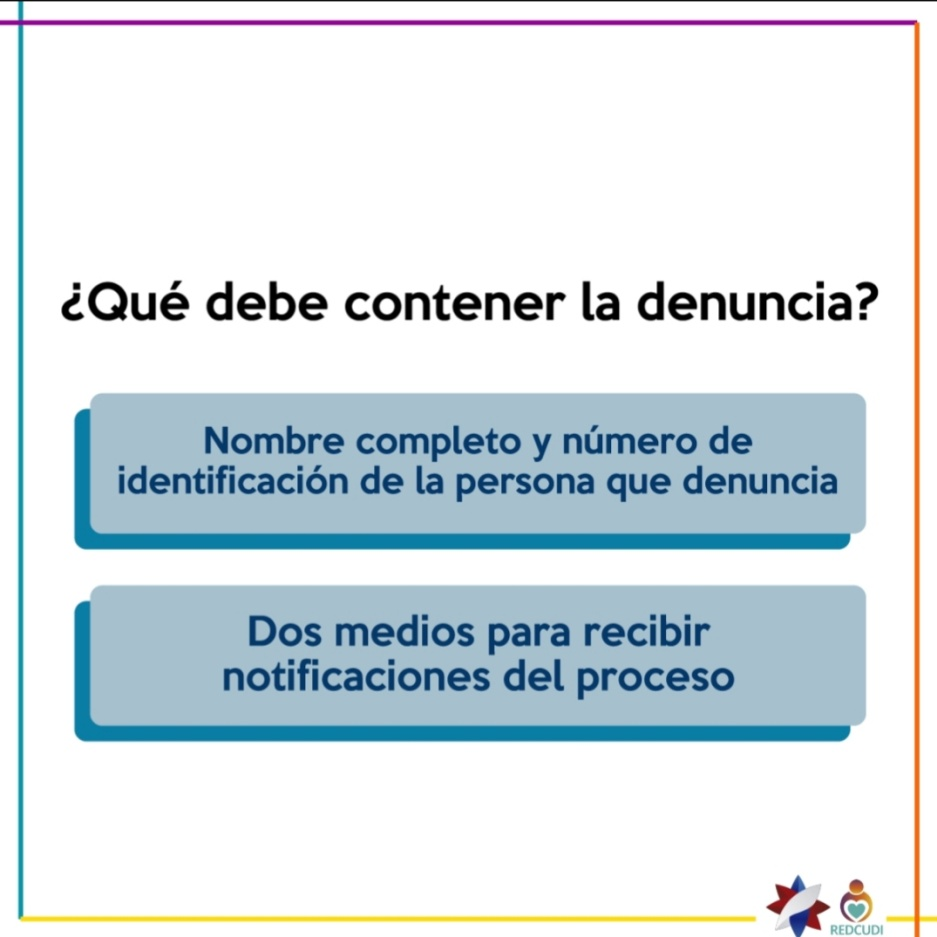 ¿Qué debe contener la denuncia?
Nombre completo y número de
identificación de la persona que denuncia
Dos medios para recibir
notificaciones del proceso
REDCUDI